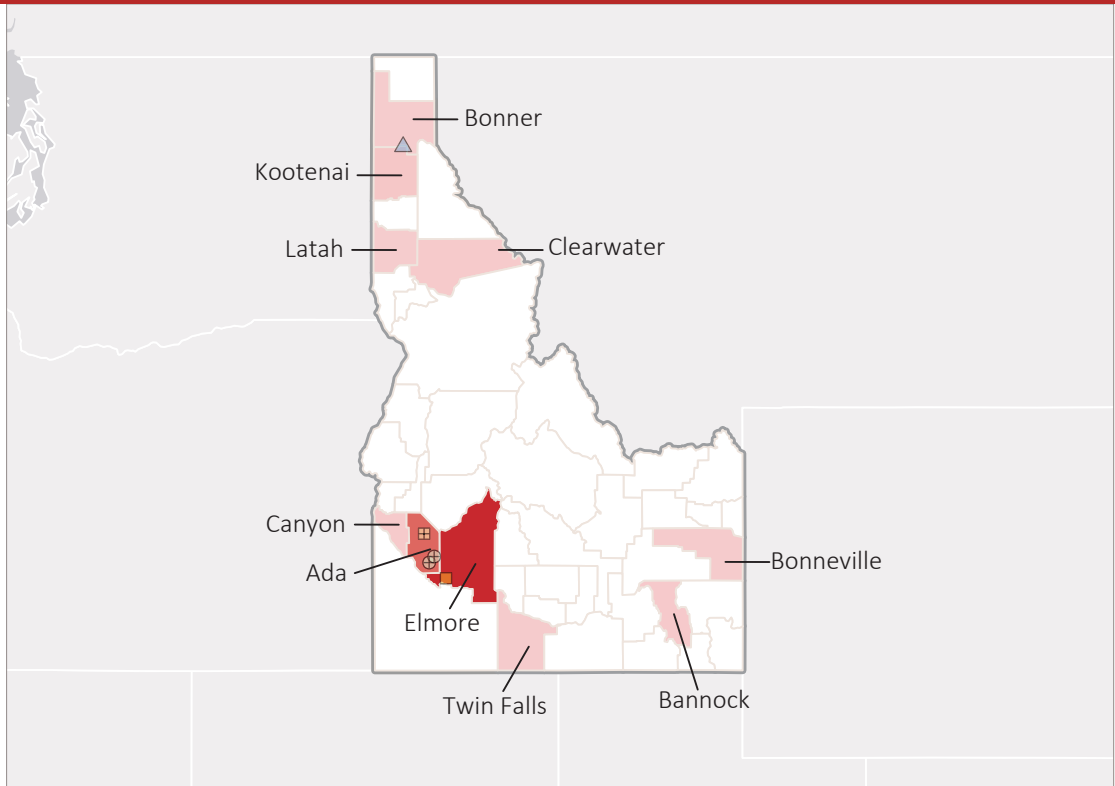 Bonner
Kootenai
Latah
Clearwater
Canyon
Ada
Elmore
Bonneville
Twin Falls
Bannock